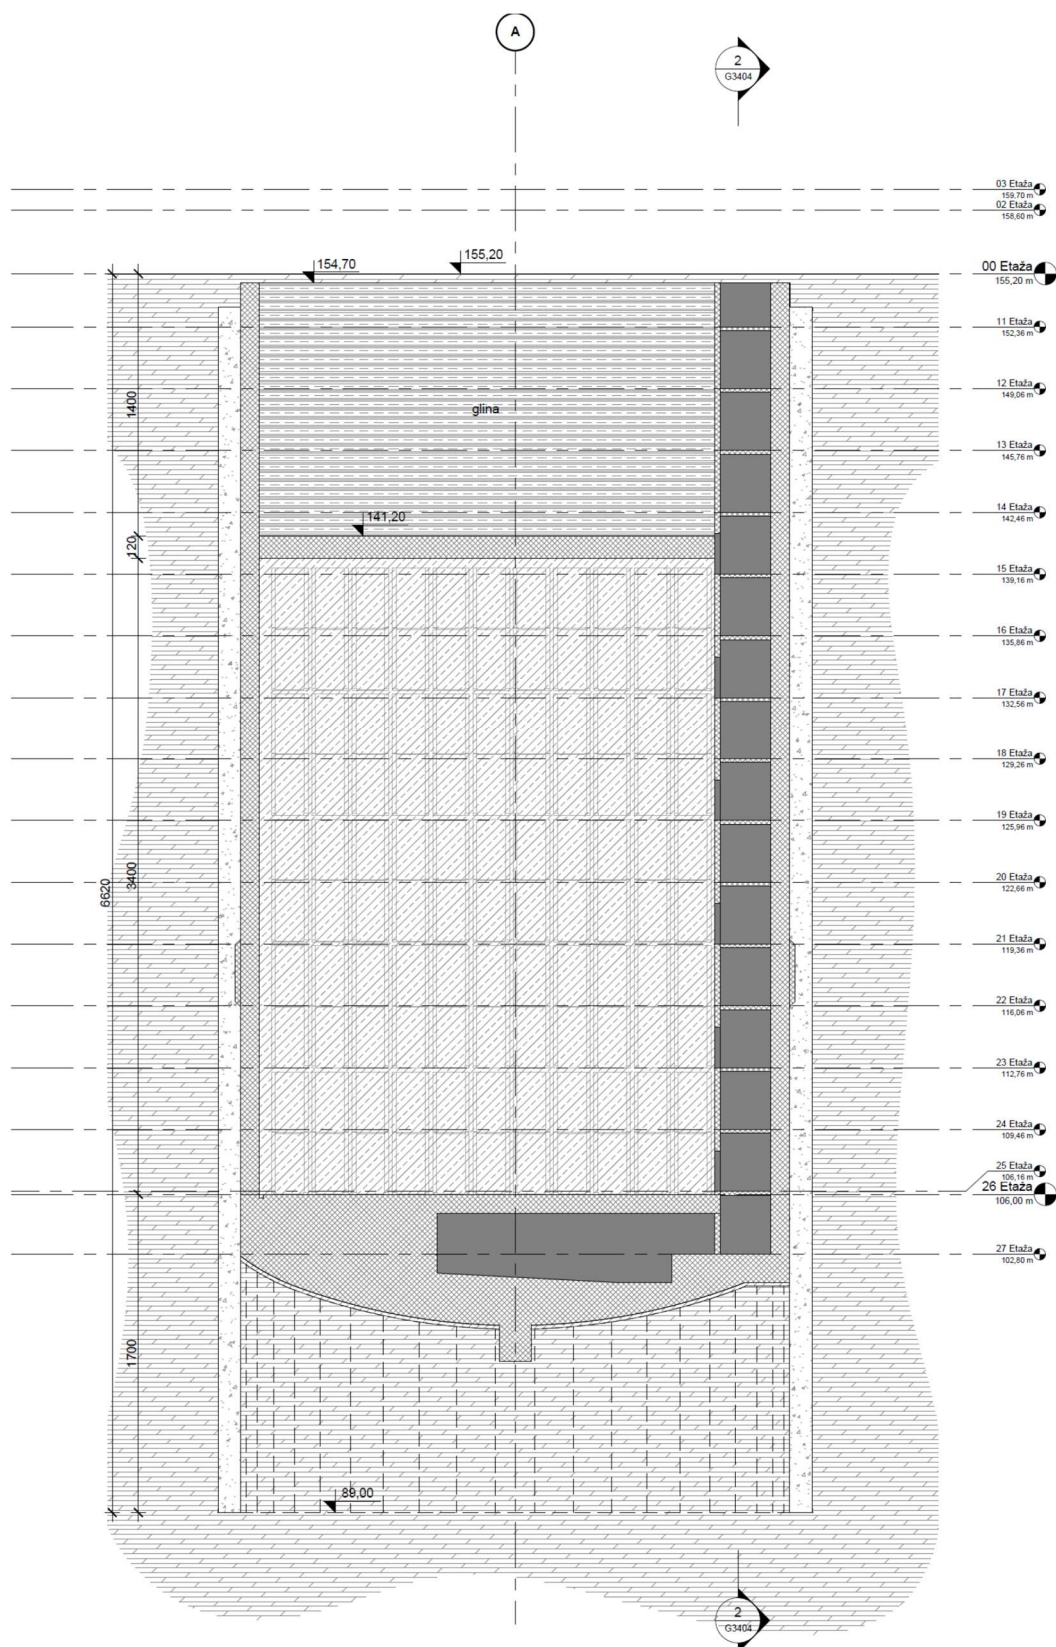 A
2
G3404
03 Etaža
159,70 m
02 Etaža
158,60 m
154,70
155,20
00 Etaža
155,20 m
11 Etaža
152,36 m
12 Etaža
149,06 m
1400
glina
13 Etaža
145,76 m
141,20
14 Etaža
142,46 m
120
15 Etaža
139,16 m
16 Etaža
135,86 m
17 Etaža
132,56 m
18 Etaža
129,26 m
19 Etaža
125,96 m
6620
3400
20 Etaža
122,66 m
21 Etaža
119,36 m
22 Etaža
116,06 m
23 Etaža
112,76 m
24 Etaža
109,46 m
25 Etaža
106,16 m
26 Etaža
106,00 m
27 Etaža
102,80 m
1700
89,00
2
G3404